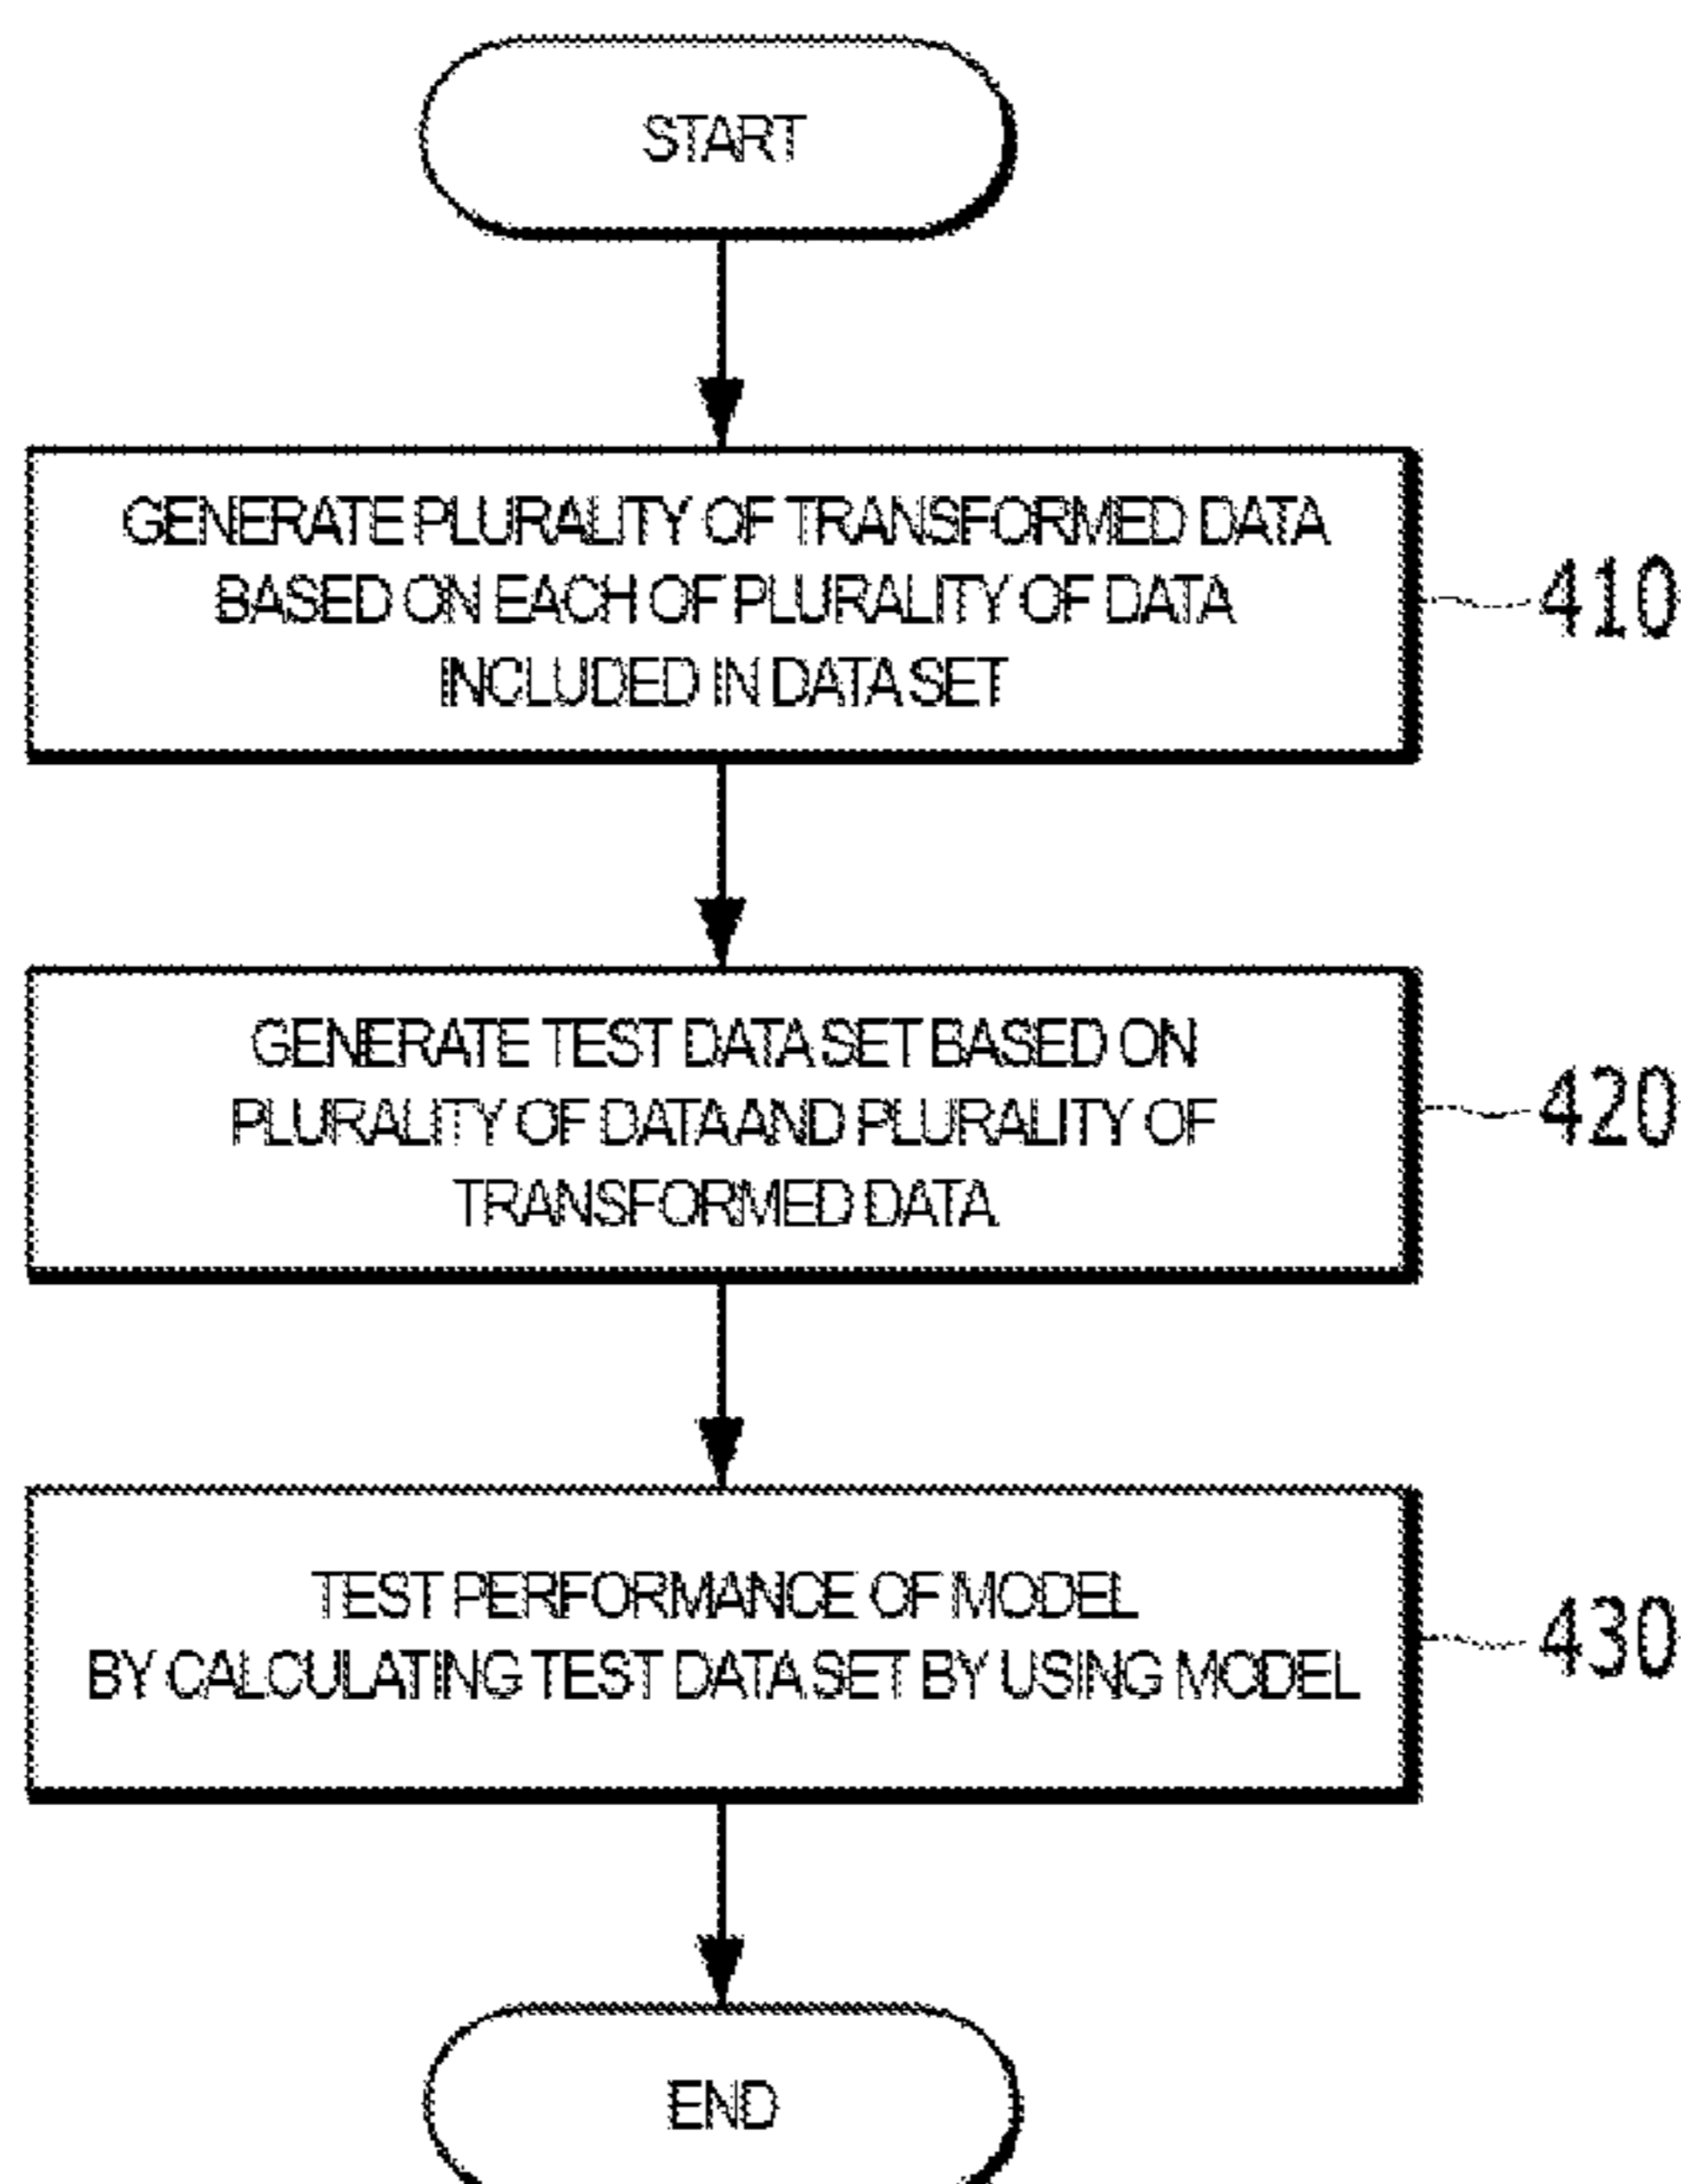 START
GENERATE PLURALITY OF TRANSFORMED DATA
BASED ON EACH OF PLURALITY OF DATA
INCLUDED IN DATA SET
410
GENERATE TEST DATA SET BASED ON
PLURALITY OF DATA AND PLURALITY OF
TRANSFORMED DATA
420
TEST PERFORMANCE OF MODEL
BY CALCULATING TEST DATA SET BY USING MODEL
430
END